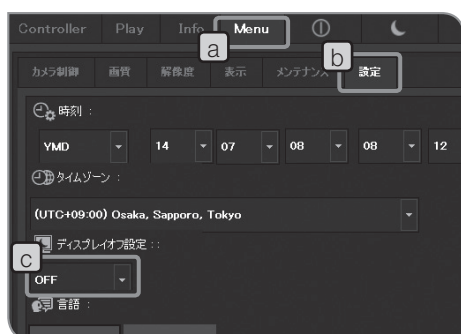 Controller Play Info Menu
a
カメラ制御 画質 解像度 表示 メンテナンス 設定
b
時刻 :
YMD 14 07 08 08 12
タイムゾーン :
(UTC+09:00) Osaka, Sapporo, Tokyo
ディスプレイオフ設定 : :
c
OFF
言語 :